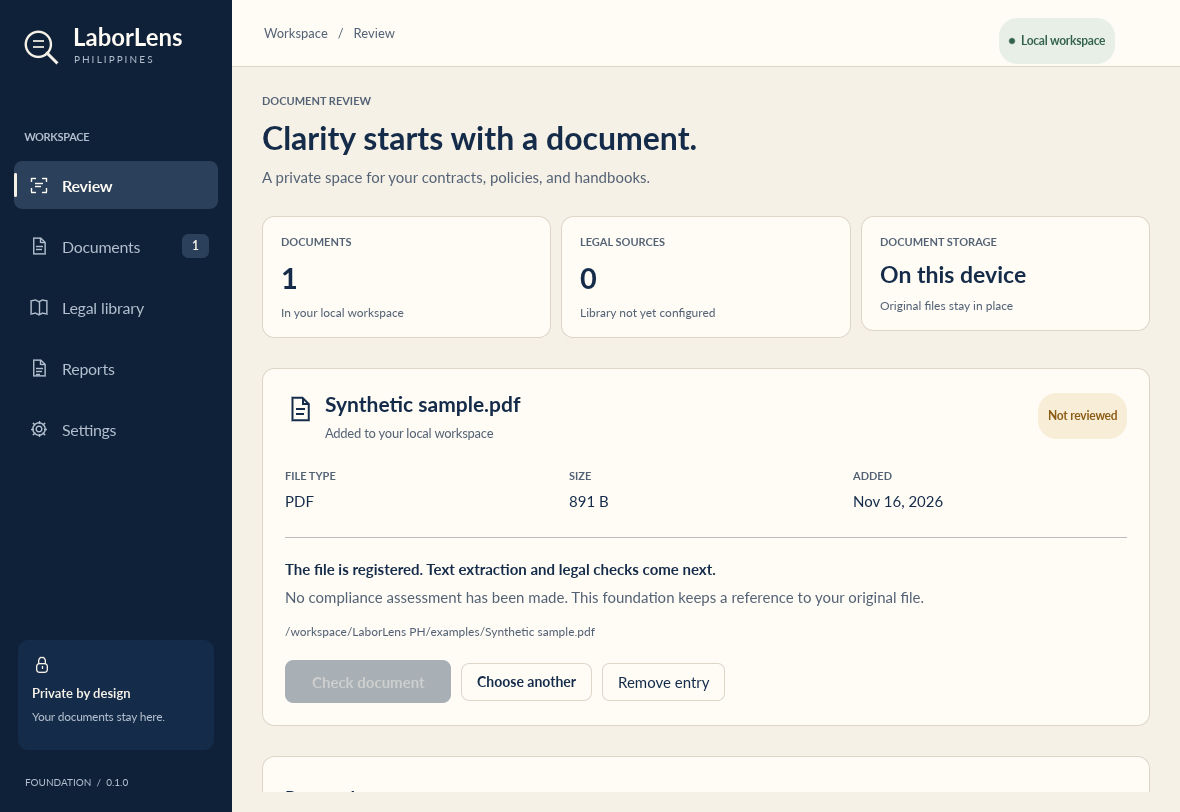 LaborLens
PHILIPPINES
WORKSPACE
Review
Documents 1
Legal library
Reports
Settings
Private by design
Your documents stay here.
FOUNDATION / 0.1.0
Workspace / Review
Local workspace
DOCUMENT REVIEW
Clarity starts with a document.
A private space for your contracts, policies, and handbooks.
DOCUMENTS
1
In your local workspace
LEGAL SOURCES
0
Library not yet configured
DOCUMENT STORAGE
On this device
Original files stay in place
Synthetic sample.pdf
Added to your local workspace
Not reviewed
FILE TYPE
PDF
SIZE
891 B
ADDED
Nov 16, 2026
The file is registered. Text extraction and legal checks come next.
No compliance assessment has been made. This foundation keeps a reference to your original file.
/workspace/LaborLens PH/examples/Synthetic sample.pdf
Check document
Choose another
Remove entry